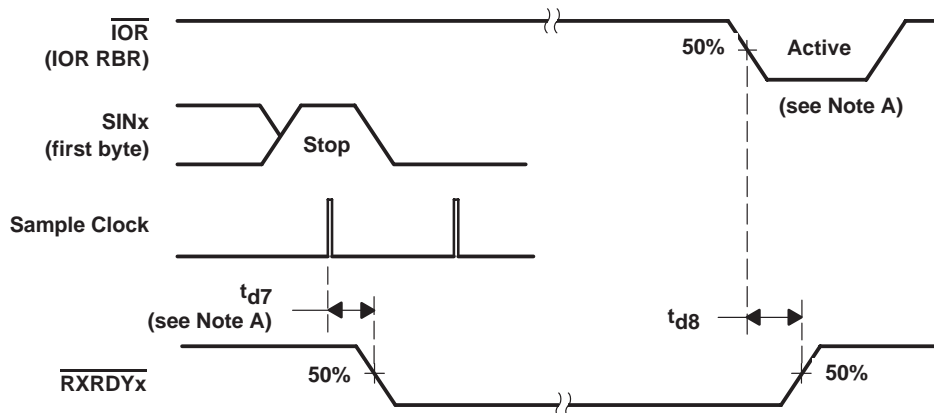 IOR
(IOR RBR)
50%
Active
(see Note A)
SINx
(first byte)
Stop
Sample Clock
td7
(see Note A)
td8
RXRDYx
50%
50%